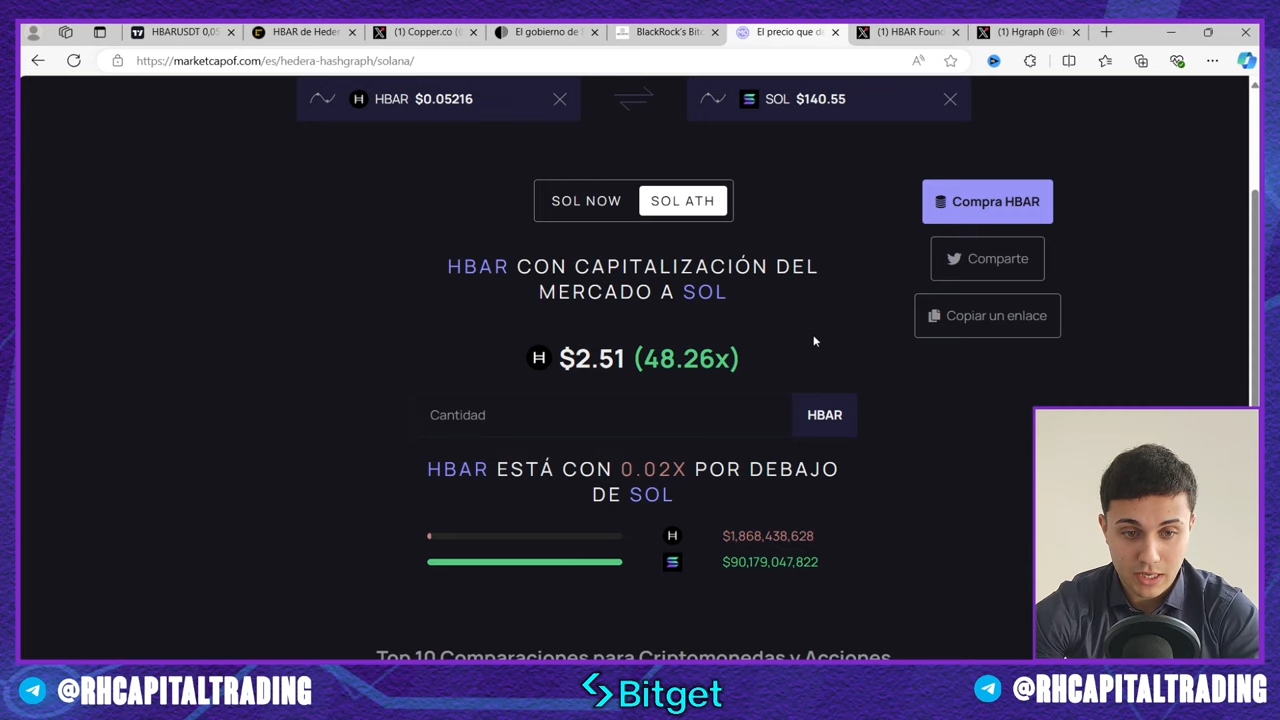 HBARUSDT 0,05
HBAR de Heder
(1) Copper.co (
El gobierno de
BlackRock's Bit
El precio que de
(1) HBAR Foun
(1) Hgraph (@h
https://marketcapof.com/es/hedera-hashgraph/solana/
HBAR $0.05216
SOL $140.55
SOL NOW
SOL ATH
Compra HBAR
Comparte
Copiar un enlace
HBAR CON CAPITALIZACIÓN DEL
MERCADO A SOL
$2.51 (48.26x)
Cantidad
HBAR
HBAR ESTÁ CON 0.02X POR DEBAJO
DE SOL
$1,868,438,628
$90,179,047,822
Top 10 Comparaciones para Criptomonedas y Acciones
@RHCAPITALTRADING
Bitget
@RHCAPITALTRADING